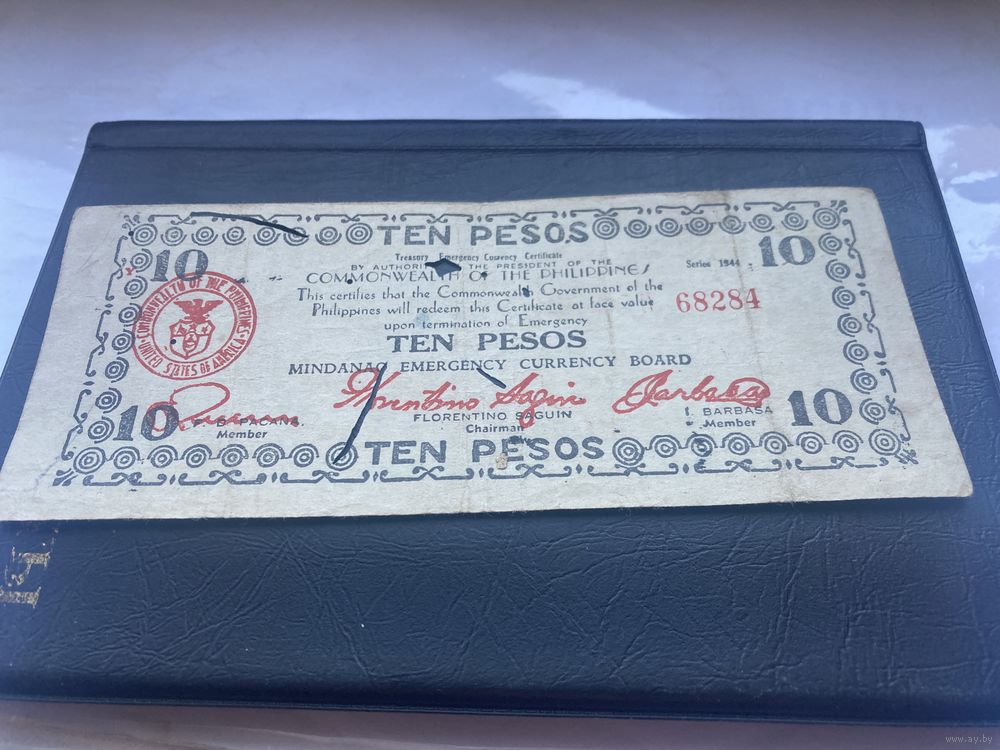 TEN PESOS
Treasury Emergency Currency Certificate
BY AUTHORITY THE PRESIDENT OF THE
COMMONWEALTH OF THE PHILIPPINES
Series 1944
10
10
Y
This certifies that the Commonwealth Government of the
Philippines will redeem this Certificate at face value
upon termination of Emergency
68284
TEN PESOS
MINDANAO EMERGENCY CURRENCY BOARD
COMMONWEALTH OF THE PHILIPPINES
UNITED STATES OF AMERICA
Florentino Saguin
Barbasa
PACANA
Member
FLORENTINO SAGUIN
Chairman
I. BARBASA
Member
10
10
TEN PESOS
www.ay.by